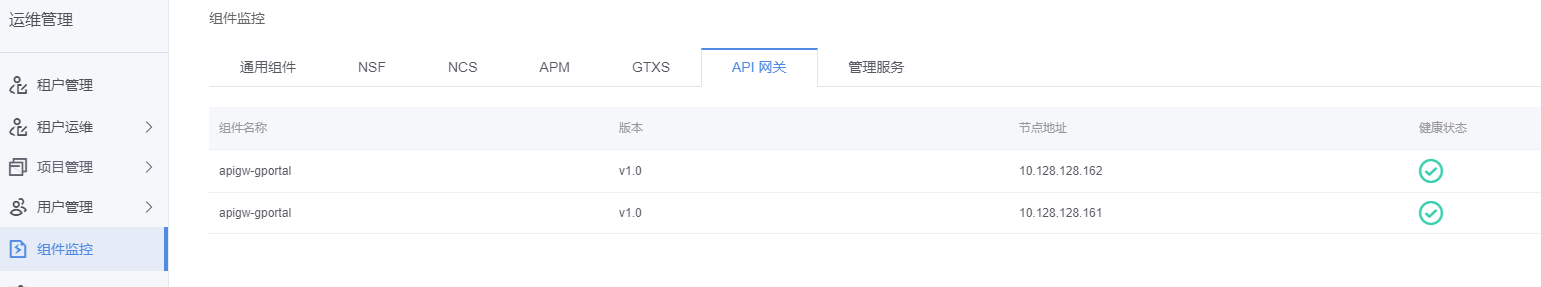 运维管理
租户管理
租户运维
项目管理
用户管理
组件监控
组件监控
通用组件 NSF NCS APM GTXS API 网关 管理服务
组件名称 版本 节点地址 健康状态
apigw-gportal v1.0 10.128.128.162
apigw-gportal v1.0 10.128.128.161